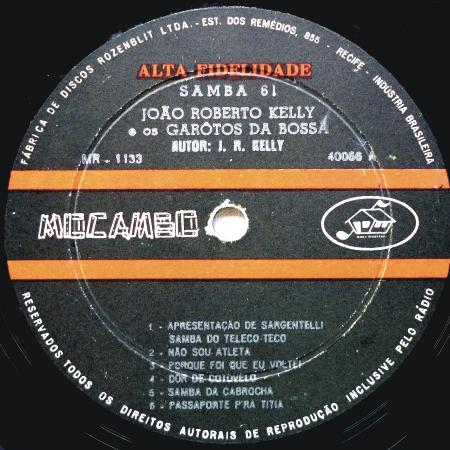 FÁBRICA DE DISCOS ROZENBLIT LTDA. - EST. DOS REMÉDIOS, 855 - RECIFE - INDÚSTRIA BRASILEIRA
ALTA FIDELIDADE
SAMBA 61
JOÃO ROBERTO KELLY
e os GARÔTOS DA BOSSA
AUTOR: J. R. KELLY
MR - 1133 40066 A
MOCAMBO
1 - APRESENTAÇÃO DE SARGENTELLI
SAMBA DO TELECO-TECO
2 - NÃO SOU ATLETA
3 - PORQUE FOI QUE EU VOLTEI
4 - DÔR DE COTOVELO
5 - SAMBA DA CABROCHA
6 - PASSAPORTE P'RA TITIA
RESERVADOS TODOS OS DIREITOS AUTORAIS DE REPRODUÇÃO INCLUSIVE PELO RÁDIO